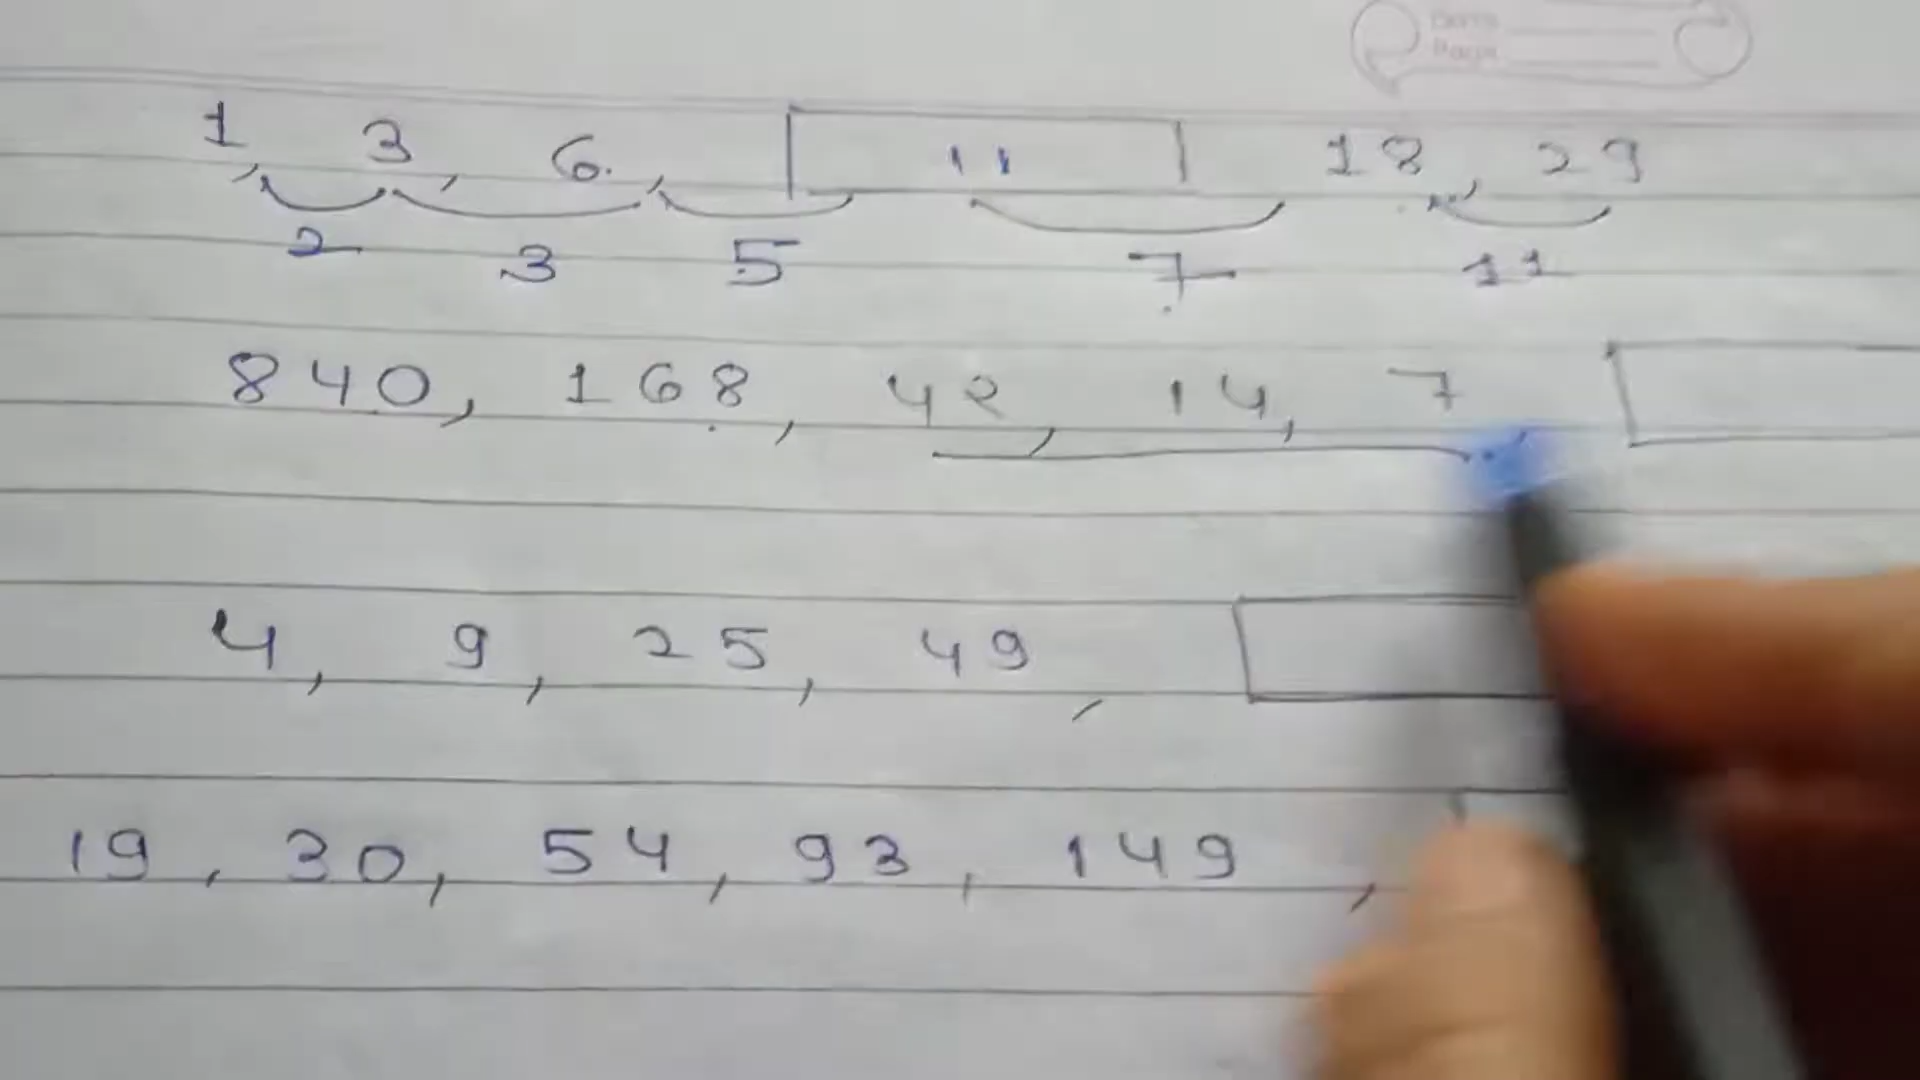 1, 3, 6, 11 18, 29
2 3 5 7 11
840, 168, 42, 14, 7
4, 9, 25, 49,
19, 30, 54, 93, 149,